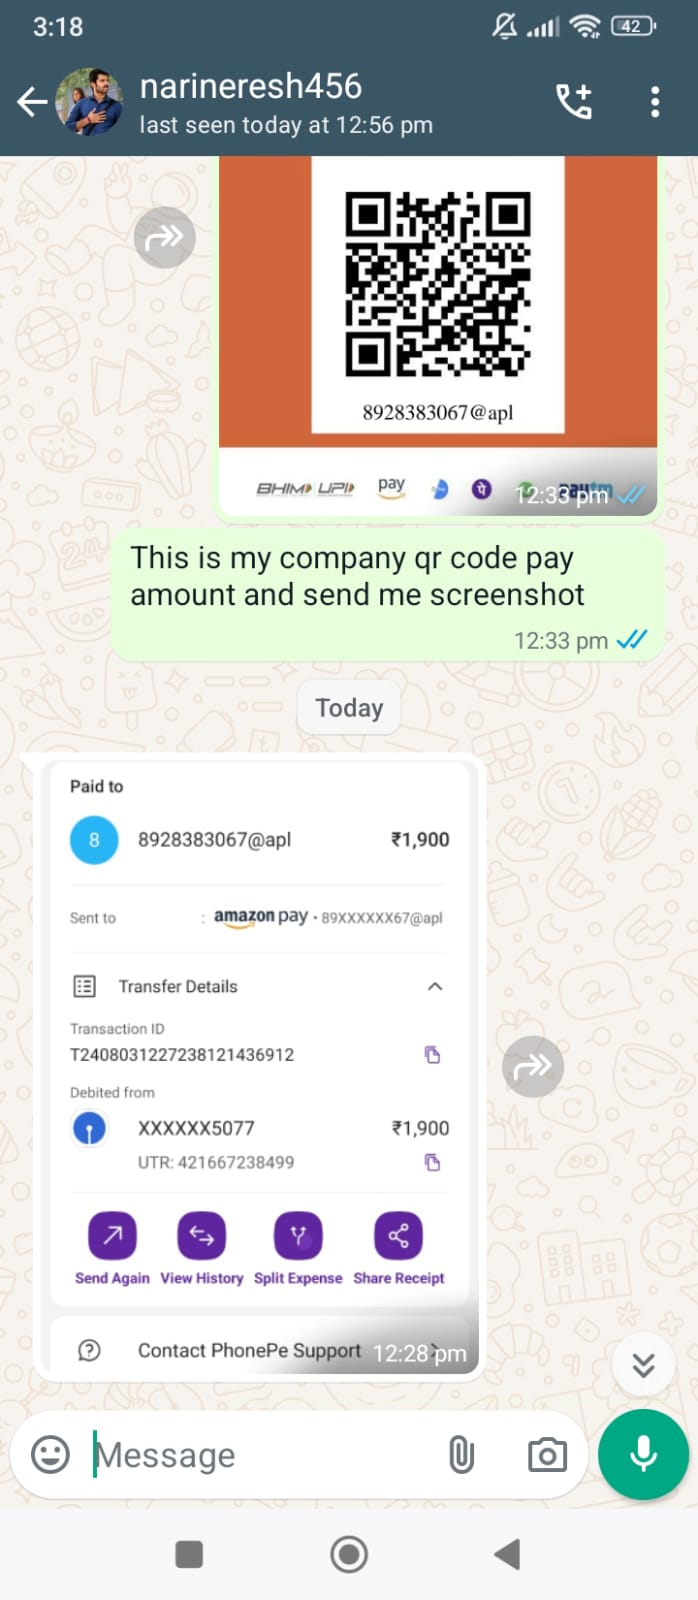 3:18
42
narineresh456
last seen today at 12:56 pm
8928383067@apl
BHIM UPI pay paytm
12:33 pm
This is my company qr code pay
amount and send me screenshot
12:33 pm
Today
Paid to
8 8928383067@apl ₹1,900
Sent to : amazon pay • 89XXXXXX67@apl
Transfer Details
Transaction ID
T2408031227238121436912
Debited from
XXXXXX5077 ₹1,900
UTR: 421667238499
Send Again View History Split Expense Share Receipt
Contact PhonePe Support 12:28 pm
Message